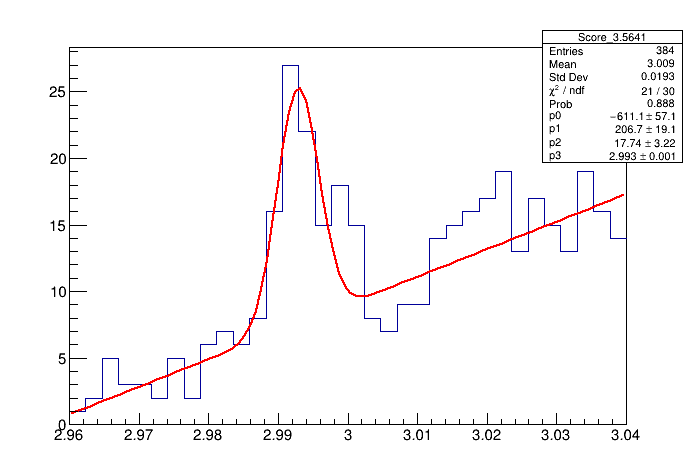 Score_3.5641
Entries 384
Mean 3.009
Std Dev 0.0193
χ² / ndf 21 / 30
Prob 0.888
p0 −611.1 ± 57.1
p1 206.7 ± 19.1
p2 17.74 ± 3.22
p3 2.993 ± 0.001
25
20
15
10
5
0
2.96 2.97 2.98 2.99 3 3.01 3.02 3.03 3.04